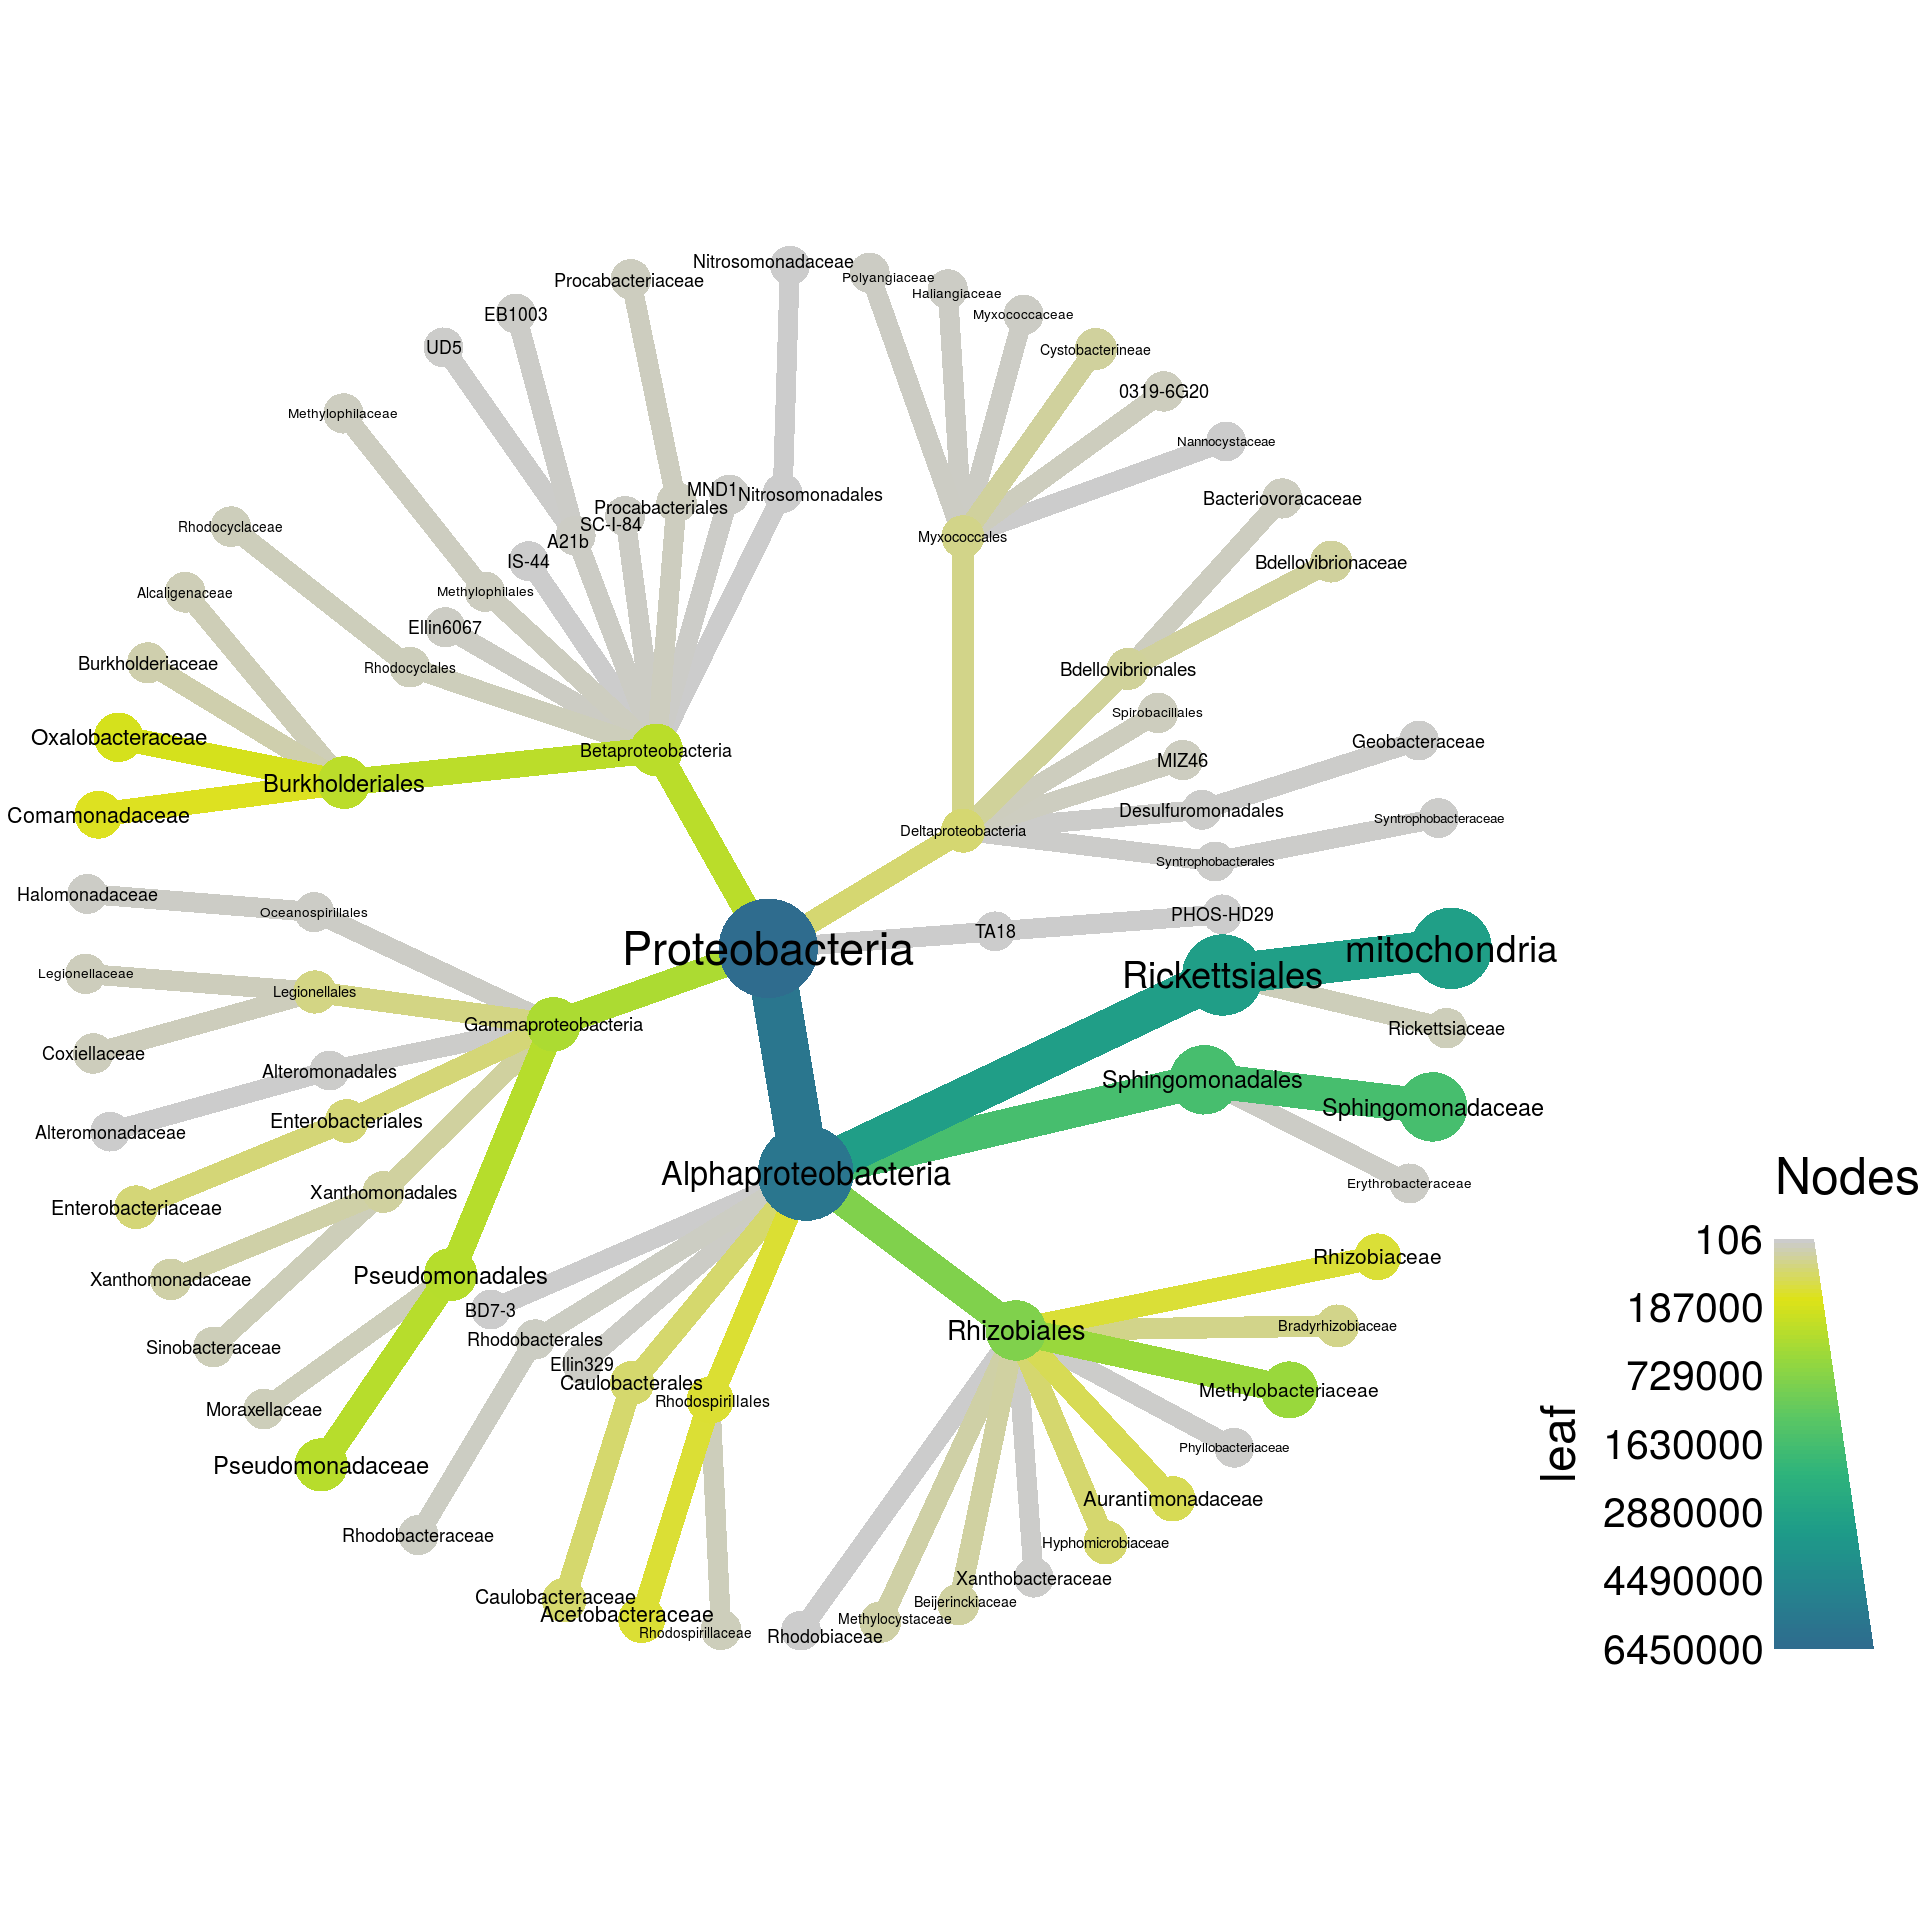 Nitrosomonadaceae
Polyangiaceae
Procabacteriaceae
Haliangiaceae
EB1003
Myxococcaceae
UD5
Cystobacterineae
0319-6G20
Methylophilaceae
Nannocystaceae
MND1
Nitrosomonadales
Bacteriovoracaceae
Procabacteriales
Rhodocyclaceae
SC-I-84
Myxococcales
A21b
IS-44
Bdellovibrionaceae
Alcaligenaceae
Methylophilales
Ellin6067
Burkholderiaceae
Rhodocyclales
Bdellovibrionales
Spirobacillales
Oxalobacteraceae
Geobacteraceae
Betaproteobacteria
MIZ46
Burkholderiales
Desulfuromonadales
Comamonadaceae
Syntrophobacteraceae
Deltaproteobacteria
Syntrophobacterales
Halomonadaceae
Oceanospirillales
PHOS-HD29
TA18
Proteobacteria
mitochondria
Legionellaceae
Rickettsiales
Legionellales
Gammaproteobacteria
Rickettsiaceae
Coxiellaceae
Alteromonadales
Sphingomonadales
Sphingomonadaceae
Enterobacteriales
Alteromonadaceae
Alphaproteobacteria
Nodes
Erythrobacteraceae
Xanthomonadales
Enterobacteriaceae
106
Rhizobiaceae
Pseudomonadales
Xanthomonadaceae
187000
BD7-3
Bradyrhizobiaceae
Rhizobiales
Rhodobacterales
Sinobacteraceae
Ellin329
729000
Caulobacterales
Methylobacteriaceae
Rhodospirillales
Moraxellaceae
leaf
1630000
Phyllobacteriaceae
Pseudomonadaceae
Aurantimonadaceae
2880000
Rhodobacteraceae
Hyphomicrobiaceae
Xanthobacteraceae
4490000
Caulobacteraceae
Beijerinckiaceae
Acetobacteraceae
Methylocystaceae
Rhodospirillaceae
Rhodobiaceae
6450000